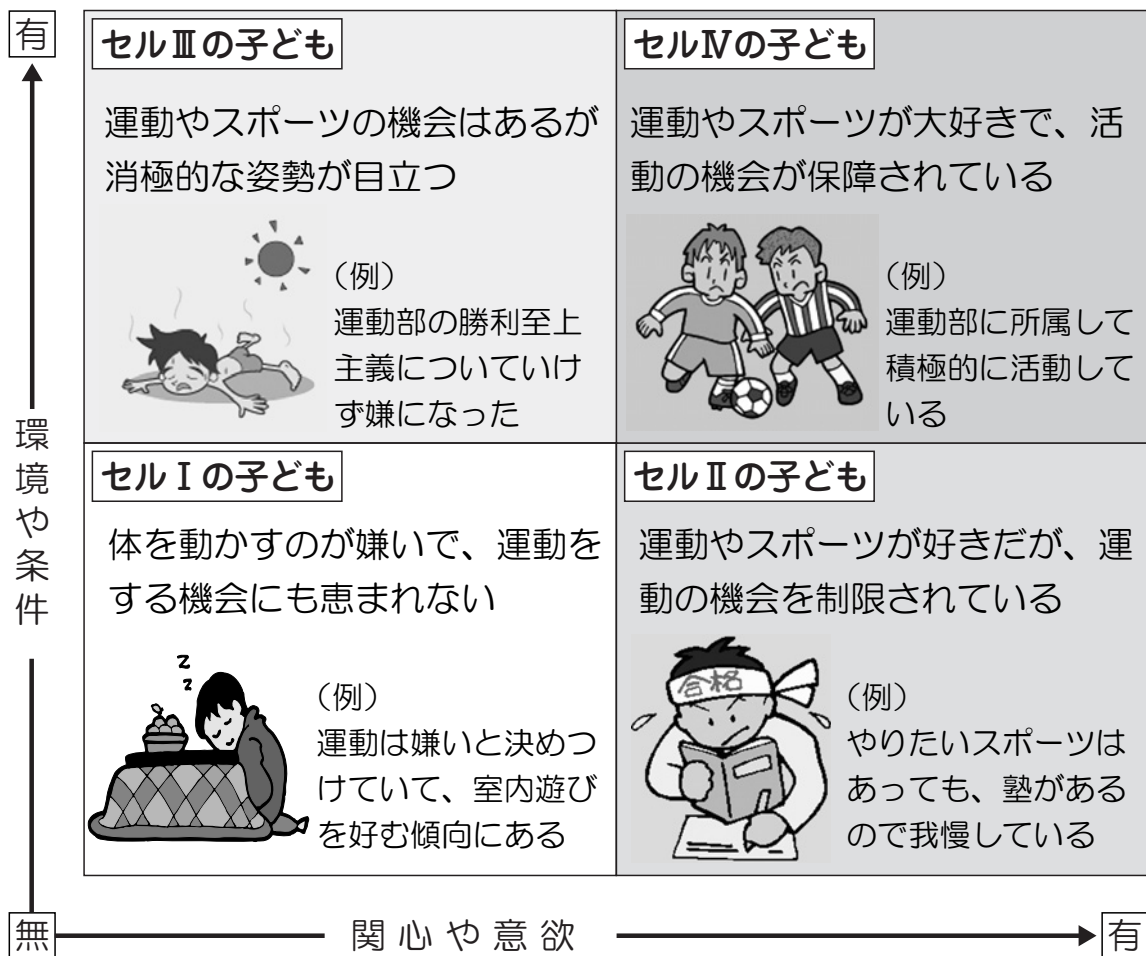 有
セルⅢの子ども
運動やスポーツの機会はあるが
消極的な姿勢が目立つ
(例)
運動部の勝利至上
主義についていけ
ず嫌になった
セルⅣの子ども
運動やスポーツが大好きで、活
動の機会が保障されている
(例)
運動部に所属して
積極的に活動して
いる
環境や条件
セルⅠの子ども
体を動かすのが嫌いで、運動を
する機会にも恵まれない
z
z
(例)
運動は嫌いと決めつ
けていて、室内遊び
を好む傾向にある
セルⅡの子ども
運動やスポーツが好きだが、運
動の機会を制限されている
合格
(例)
やりたいスポーツは
あっても、塾がある
ので我慢している
無
関心や意欲
有